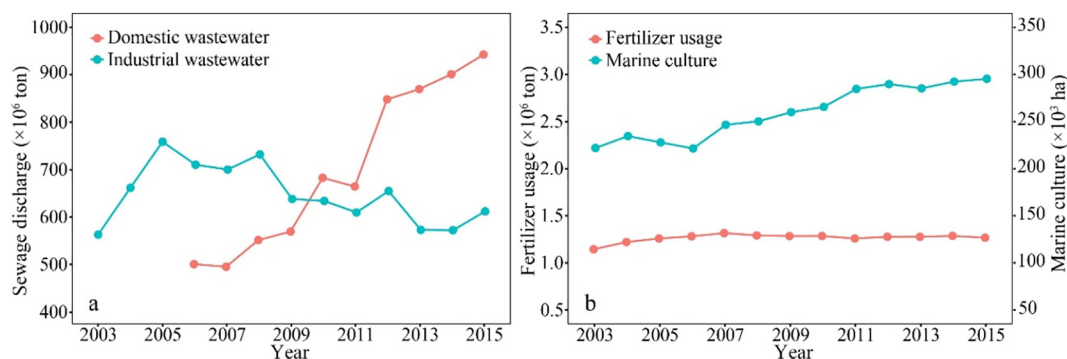 1000
900
800
700
600
500
400
Sewage discharge (×10⁶ ton)
Domestic wastewater
Industrial wastewater
a
2003 2005 2007 2009 2011 2013 2015
Year
3.5
3.0
2.5
2.0
1.5
1.0
0.5
Fertilizer usage (×10⁶ ton)
Fertilizer usage
Marine culture
b
350
300
250
200
150
100
50
Marine culture (×10³ ha)
2003 2005 2007 2009 2011 2013 2015
Year